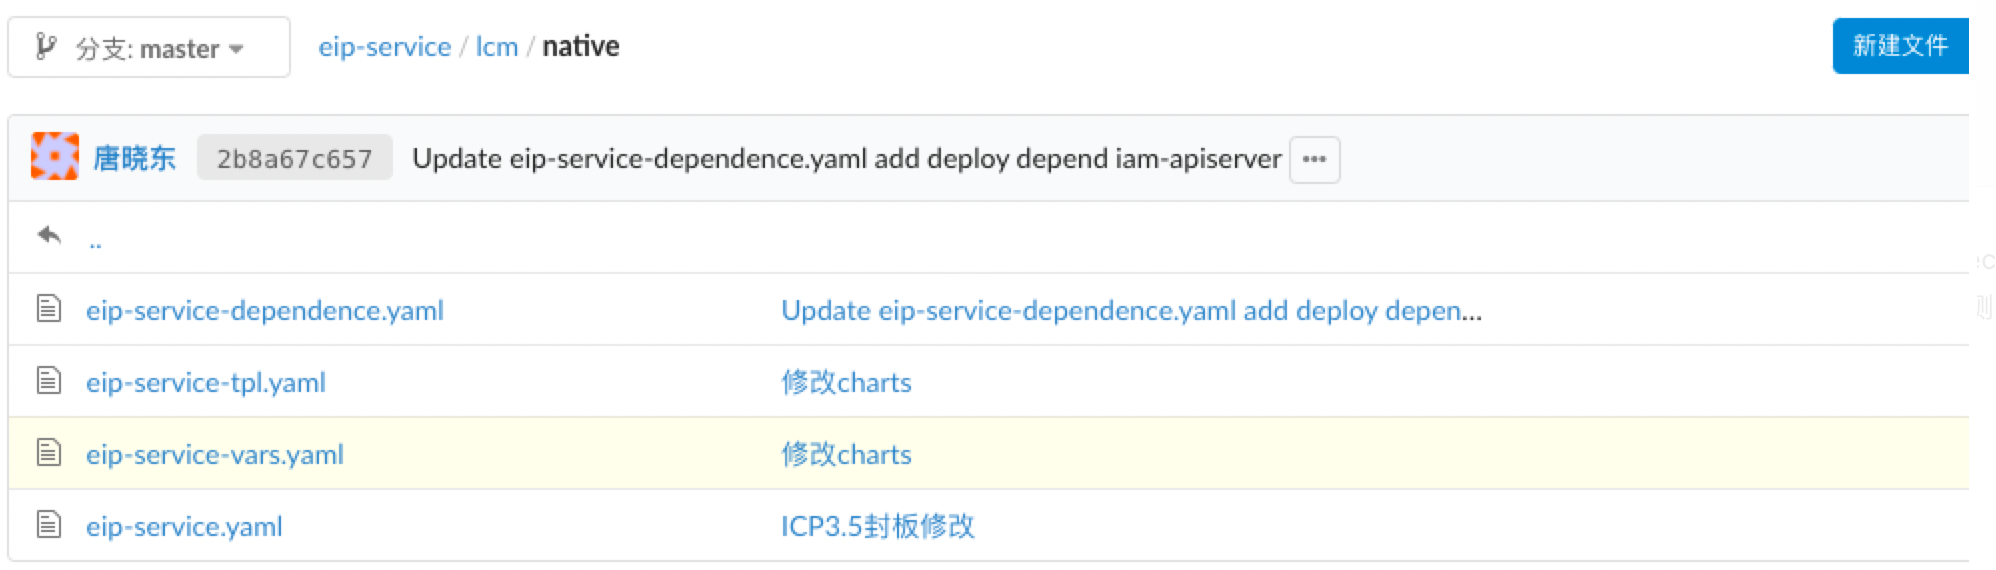 分支: master eip-service / lcm / native 新建文件
唐晓东 2b8a67c657 Update eip-service-dependence.yaml add deploy depend iam-apiserver ...
..
eip-service-dependence.yaml Update eip-service-dependence.yaml add deploy depen...
eip-service-tpl.yaml 修改charts
eip-service-vars.yaml 修改charts
eip-service.yaml ICP3.5封板修改